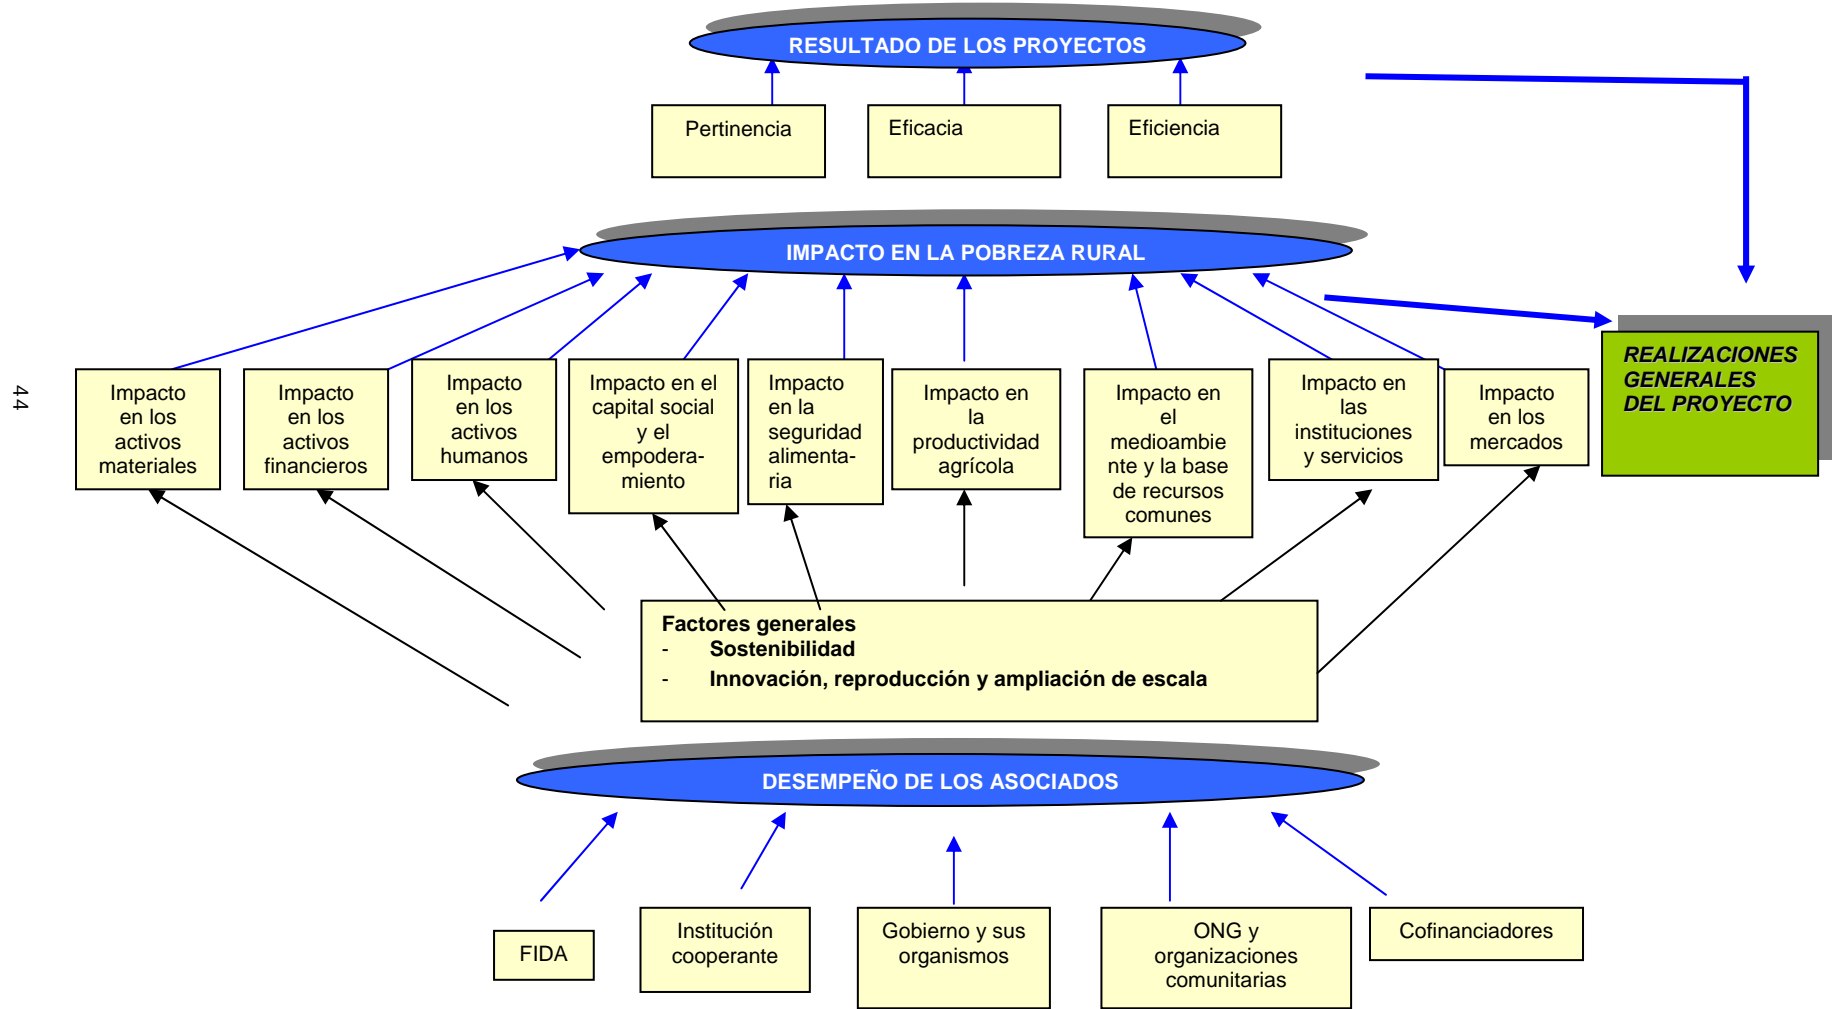 RESULTADO DE LOS PROYECTOS
Pertinencia
Eficacia
Eficiencia
IMPACTO EN LA POBREZA RURAL
REALIZACIONES
GENERALES
DEL PROYECTO
Impacto
en los
activos
materiales
Impacto
en los
activos
financieros
Impacto
en los
activos
humanos
Impacto en el
capital social
y el
empodera-
miento
Impacto
en la
seguridad
alimenta-
ria
Impacto en
la
productividad
agrícola
Impacto en
el
medioambie
nte y la base
de recursos
comunes
Impacto en
las
instituciones
y servicios
Impacto
en los
mercados
44
Factores generales
- Sostenibilidad
- Innovación, reproducción y ampliación de escala
DESEMPEÑO DE LOS ASOCIADOS
FIDA
Institución
cooperante
Gobierno y sus
organismos
ONG y
organizaciones
comunitarias
Cofinanciadores